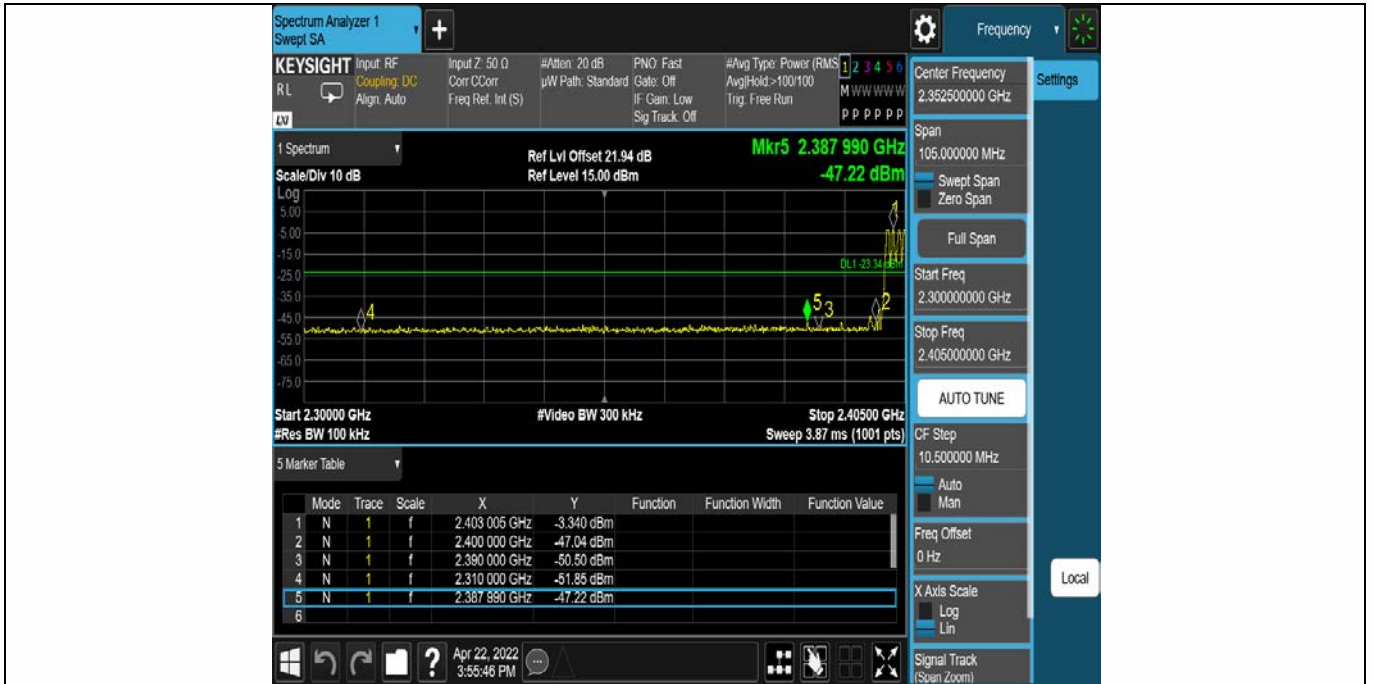 Spectrum Analyzer 1
Swept SA
+
Frequency
KEYSIGHT
RL
LXI
Input: RF
Coupling: DC
Align: Auto
Input Z: 50 Ω
Corr CCorr
Freq Ref: Int (S)
#Atten: 20 dB
µW Path: Standard
PNO: Fast
Gate: Off
IF Gain: Low
Sig Track: Off
#Avg Type: Power (RMS
Avg|Hold:>100/100
Trig: Free Run
1 2 3 4 5 6
M W W W W W
P P P P P P
1 Spectrum
Scale/Div 10 dB
Ref Lvl Offset 21.94 dB
Ref Level 15.00 dBm
Mkr5 2.387 990 GHz
-47.22 dBm
Log
5.00
-5.00
-15.0
-25.0
-35.0
-45.0
-55.0
-65.0
-75.0
1
DL1 -23.34 dBm
4
5
3
2
Start 2.30000 GHz
#Video BW 300 kHz
Stop 2.40500 GHz
#Res BW 100 kHz
Sweep 3.87 ms (1001 pts)
5 Marker Table
Mode Trace Scale X Y Function Function Width Function Value
1 N 1 f 2.403 005 GHz -3.340 dBm
2 N 1 f 2.400 000 GHz -47.04 dBm
3 N 1 f 2.390 000 GHz -50.50 dBm
4 N 1 f 2.310 000 GHz -51.85 dBm
5 N 1 f 2.387 990 GHz -47.22 dBm
6
?
Apr 22, 2022
3:55:46 PM
Center Frequency
2.352500000 GHz
Span
105.000000 MHz
Swept Span
Zero Span
Full Span
Start Freq
2.300000000 GHz
Stop Freq
2.405000000 GHz
AUTO TUNE
CF Step
10.500000 MHz
Auto
Man
Freq Offset
0 Hz
X Axis Scale
Log
Lin
Signal Track
(Span Zoom)
Settings
Local